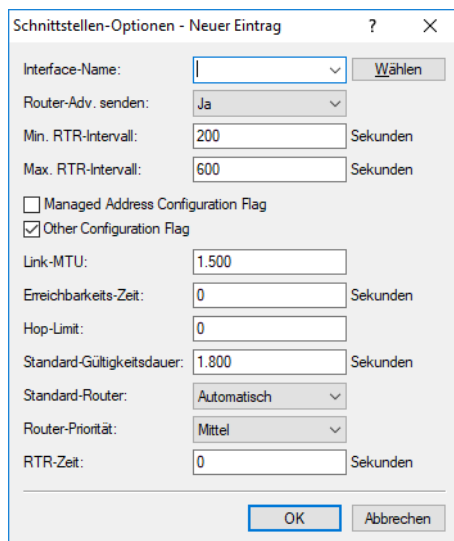 Schnittstellen-Optionen - Neuer Eintrag ? X
Interface-Name: Wählen
Router-Adv. senden: Ja
Min. RTR-Intervall: 200 Sekunden
Max. RTR-Intervall: 600 Sekunden
Managed Address Configuration Flag
Other Configuration Flag
Link-MTU: 1.500
Erreichbarkeits-Zeit: 0 Sekunden
Hop-Limit: 0
Standard-Gültigkeitsdauer: 1.800 Sekunden
Standard-Router: Automatisch
Router-Priorität: Mittel
RTR-Zeit: 0 Sekunden
OK Abbrechen